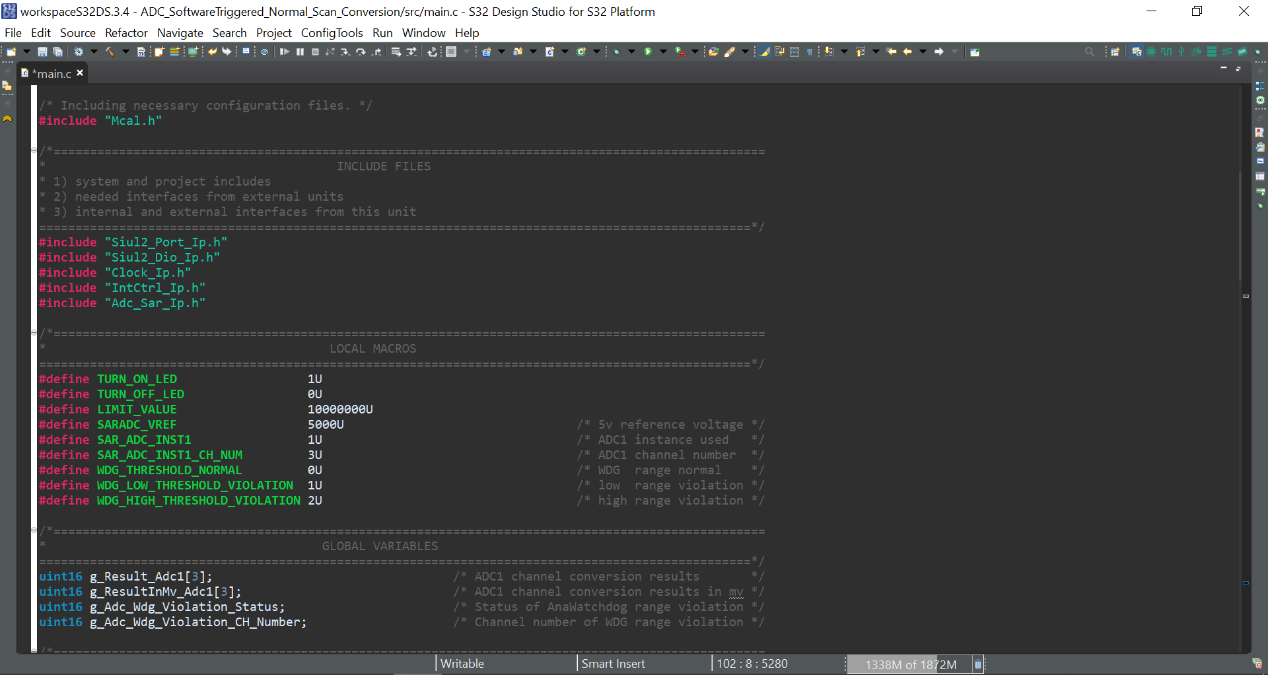 workspaceS32DS.3.4 - ADC_SoftwareTriggered_Normal_Scan_Conversion/src/main.c - S32 Design Studio for S32 Platform
File Edit Source Refactor Navigate Search Project ConfigTools Run Window Help
*main.c
/* Including necessary configuration files. */
#include "Mcal.h"
/*================================================================================================
* INCLUDE FILES
* 1) system and project includes
* 2) needed interfaces from external units
* 3) internal and external interfaces from this unit
================================================================================================*/
#include "Siul2_Port_Ip.h"
#include "Siul2_Dio_Ip.h"
#include "Clock_Ip.h"
#include "IntCtrl_Ip.h"
#include "Adc_Sar_Ip.h"
/*================================================================================================
* LOCAL MACROS
================================================================================================*/
#define TURN_ON_LED 1U
#define TURN_OFF_LED 0U
#define LIMIT_VALUE 10000000U
#define SARADC_VREF 5000U /* 5v reference voltage */
#define SAR_ADC_INST1 1U /* ADC1 instance used */
#define SAR_ADC_INST1_CH_NUM 3U /* ADC1 channel number */
#define WDG_THRESHOLD_NORMAL 0U /* WDG range normal */
#define WDG_LOW_THRESHOLD_VIOLATION 1U /* low range violation */
#define WDG_HIGH_THRESHOLD_VIOLATION 2U /* high range violation */
/*================================================================================================
* GLOBAL VARIABLES
================================================================================================*/
uint16 g_Result_Adc1[3]; /* ADC1 channel conversion results */
uint16 g_ResultInMv_Adc1[3]; /* ADC1 channel conversion results in mv */
uint16 g_Adc_Wdg_Violation_Status; /* Status of AnaWatchdog range violation */
uint16 g_Adc_Wdg_Violation_CH_Number; /* Channel number of WDG range violation */
/*================================================================================================
Writable Smart Insert 102 : 8 : 5280 1338M of 1872M